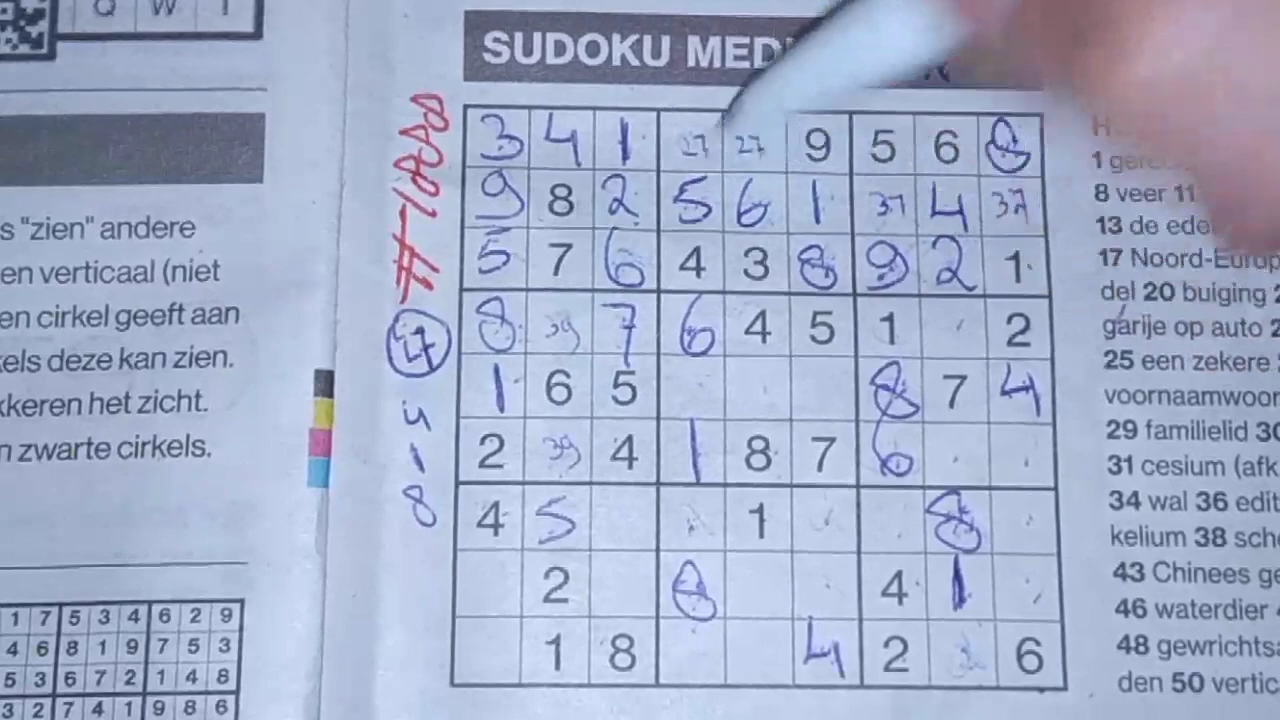 Q W
SUDOKU MED
3 4 1 27 27 9 5 6 8
9 8 2 5 6 1 37 4 37
5 7 6 4 3 8 9 2 1
8 39 7 6 4 5 1 2
1 6 5 8 7 4
2 39 4 1 8 7 6
4 5 1 8
2 8 4 1
1 8 4 2 6
s "zien" andere
en verticaal (niet
en cirkel geeft aan
kels deze kan zien.
kkeren het zicht.
n zwarte cirkels.
1 7 5 3 4 6 2 9
4 6 8 1 9 7 5 3
5 3 6 7 2 1 4 8
3 2 7 4 1 9 8 6
H
1 ger
8 veer 11
13 de ede
17 Noord-Europ
del 20 buiging 2
garije op auto 2
25 een zekere
voornaamwoor
29 familielid 30
31 cesium (afk
34 wal 36 edit
kelium 38 sch
43 Chinees ge
46 waterdier
48 gewrichtsa
den 50 vertic